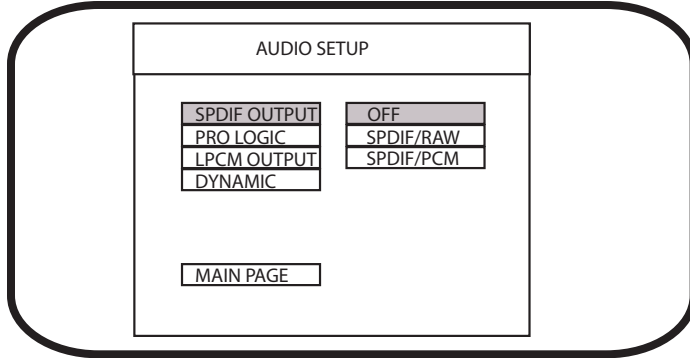 AUDIO SETUP
SPDIF OUTPUT OFF
PRO LOGIC SPDIF/RAW
LPCM OUTPUT SPDIF/PCM
DYNAMIC
MAIN PAGE